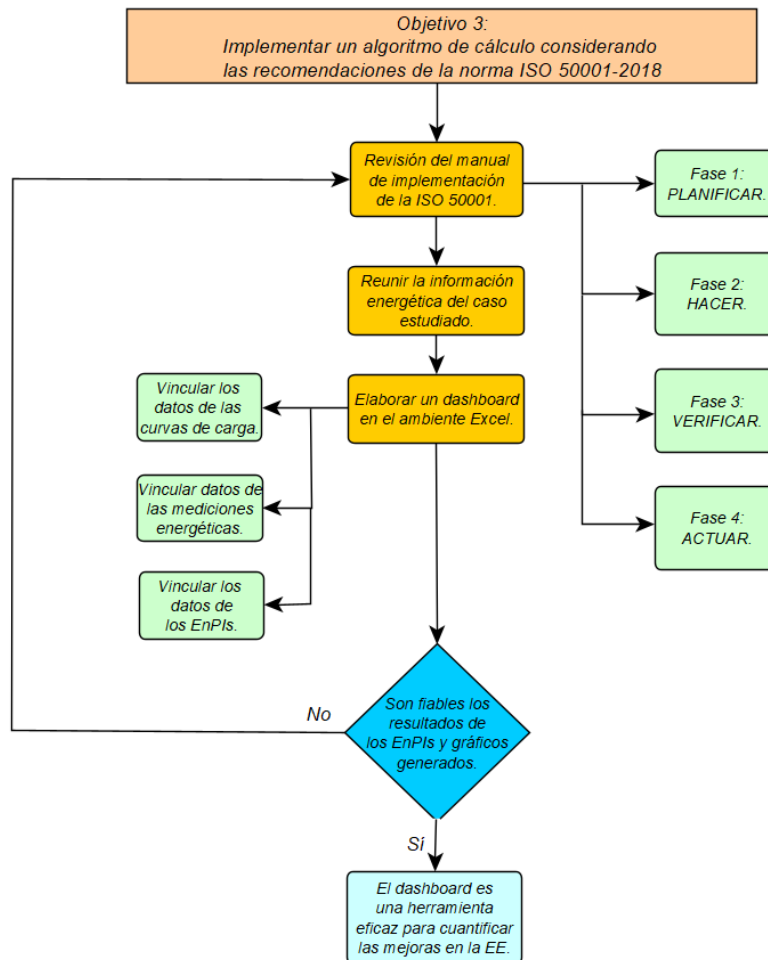 Objetivo 3:
Implementar un algoritmo de cálculo considerando
las recomendaciones de la norma ISO 50001-2018
Revisión del manual
de implementación
de la ISO 50001.
Fase 1:
PLANIFICAR.
Reunir la información
energética del caso
estudiado.
Fase 2:
HACER.
Elaborar un dashboard
en el ambiente Excel.
Vincular los
datos de las
curvas de carga.
Fase 3:
VERIFICAR.
Vincular datos de
las mediciones
energéticas.
Fase 4:
ACTUAR.
Vincular los
datos de
los EnPIs.
Son fiables los
resultados de
los EnPIs y gráficos
generados.
No
Sí
El dashboard es
una herramienta
eficaz para cuantificar
las mejoras en la EE.